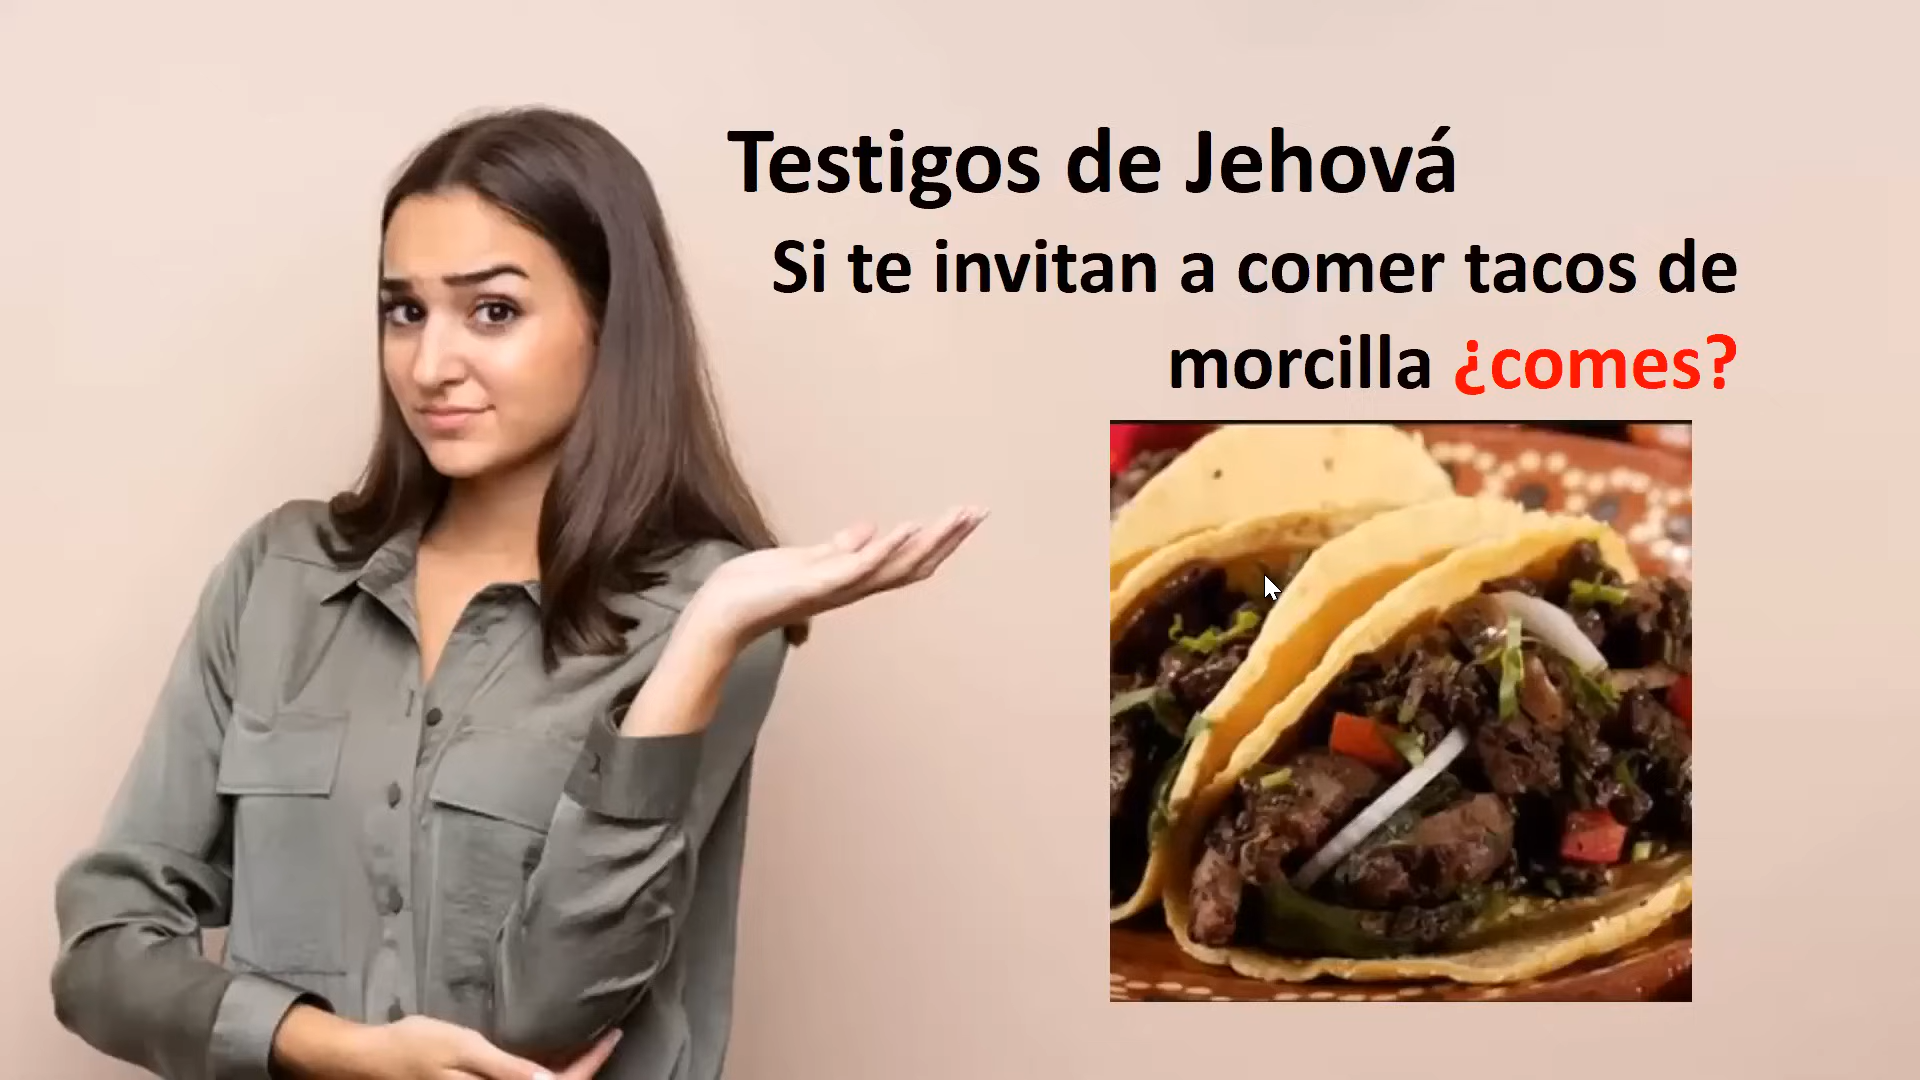 Testigos de Jehová
Si te invitan a comer tacos de
morcilla ¿comes?